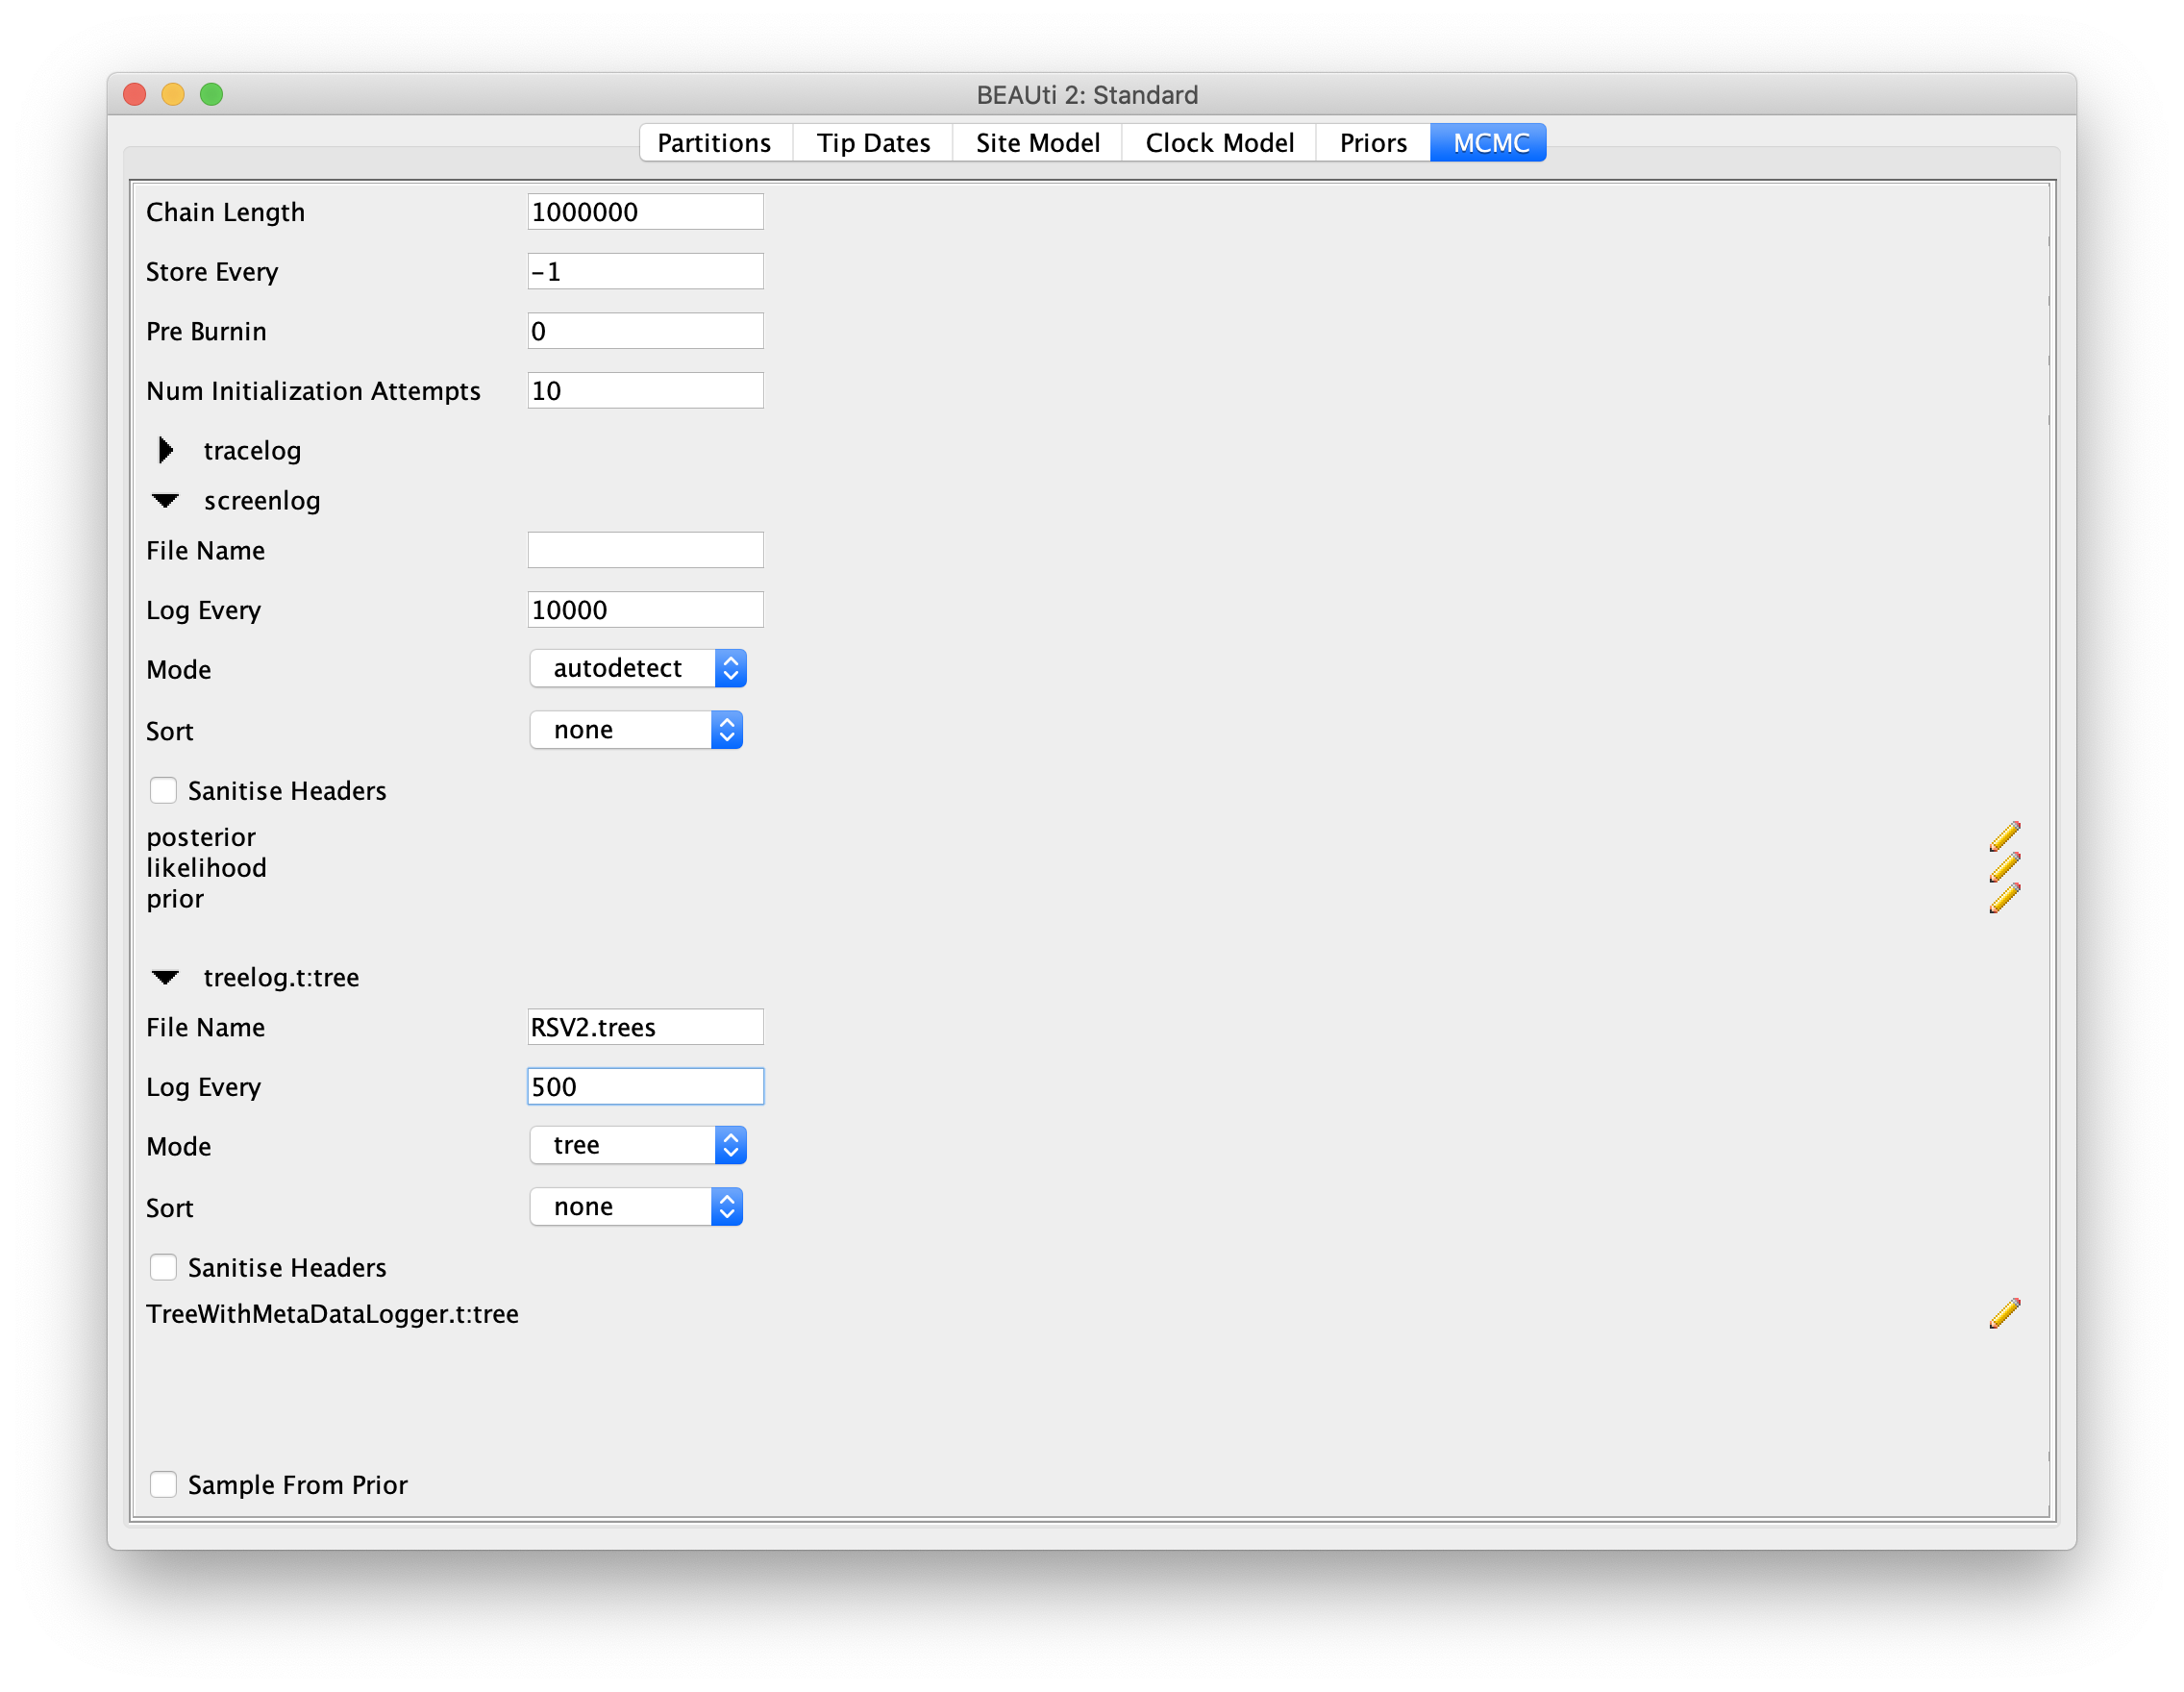 BEAUti 2: Standard
Partitions Tip Dates Site Model Clock Model Priors MCMC
Chain Length 1000000
Store Every -1
Pre Burnin 0
Num Initialization Attempts 10
tracelog
screenlog
File Name
Log Every 10000
Mode autodetect
Sort none
Sanitise Headers
posterior
likelihood
prior
treelog.t:tree
File Name RSV2.trees
Log Every 500
Mode tree
Sort none
Sanitise Headers
TreeWithMetaDataLogger.t:tree
Sample From Prior